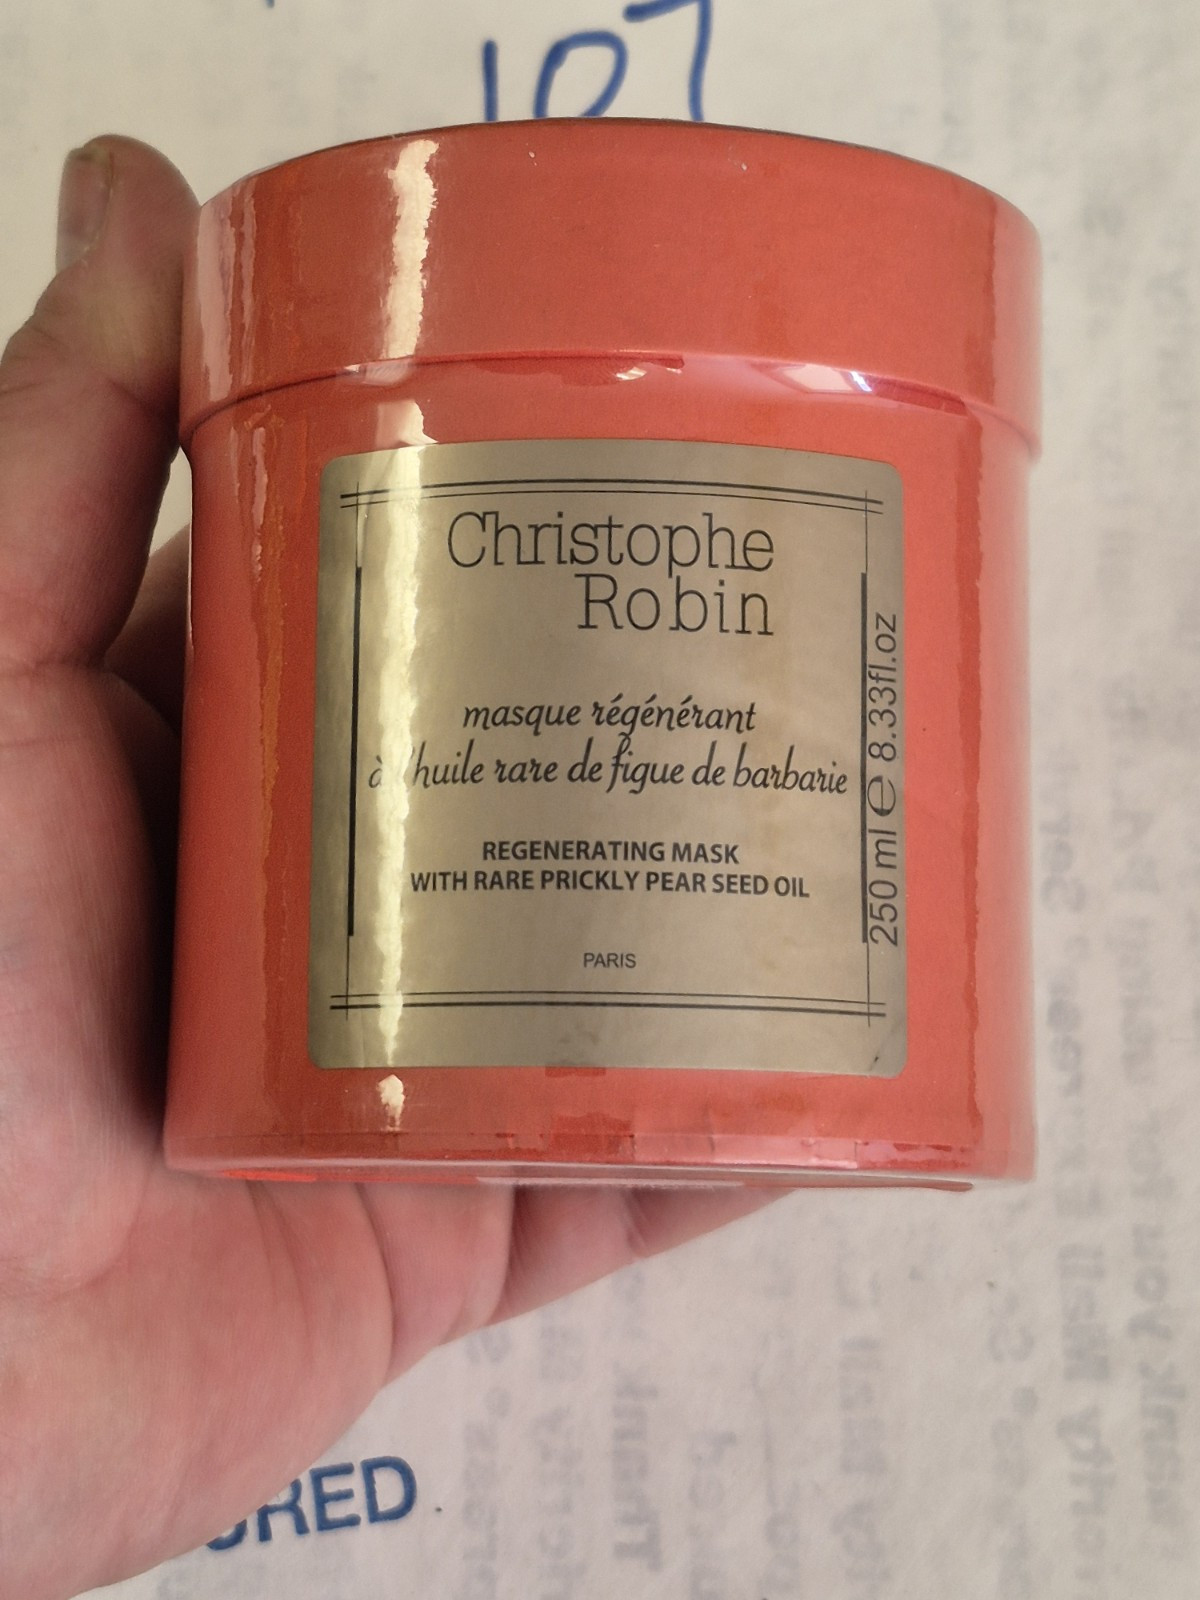 107
Christophe
Robin
masque régénérant
à l'huile rare de figue de barbarie
REGENERATING MASK
WITH RARE PRICKLY PEAR SEED OIL
PARIS
250 ml e 8.33fl.oz